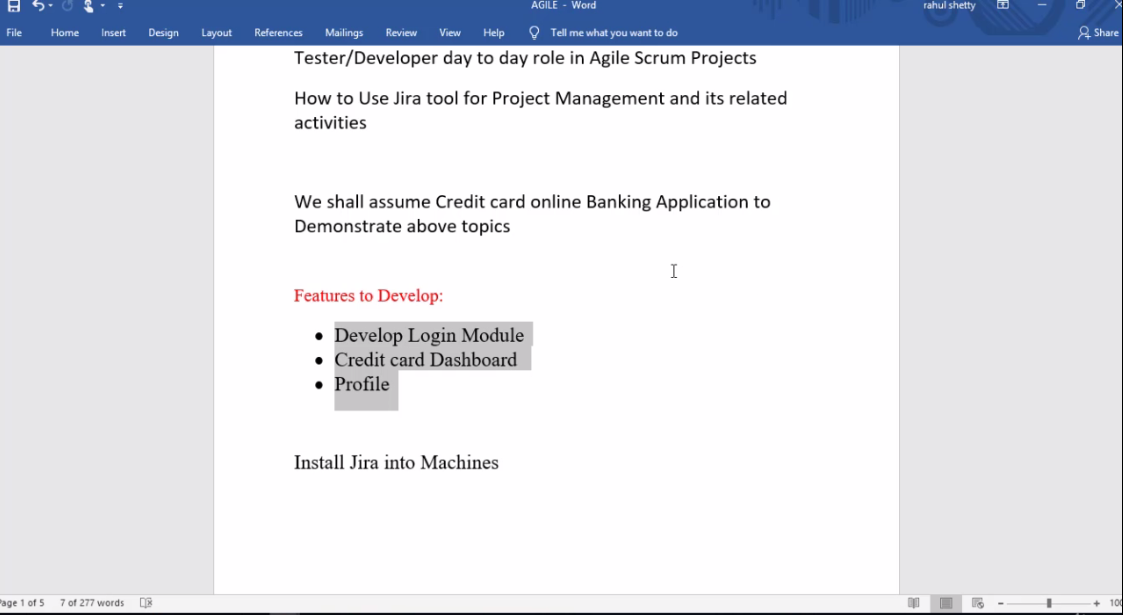 AGILE - Word
rahul shetty
File Home Insert Design Layout References Mailings Review View Help Tell me what you want to do Share
Tester/Developer day to day role in Agile Scrum Projects
How to Use Jira tool for Project Management and its related
activities
We shall assume Credit card online Banking Application to
Demonstrate above topics
Features to Develop:
• Develop Login Module
• Credit card Dashboard
• Profile
Install Jira into Machines
Page 1 of 5 7 of 277 words